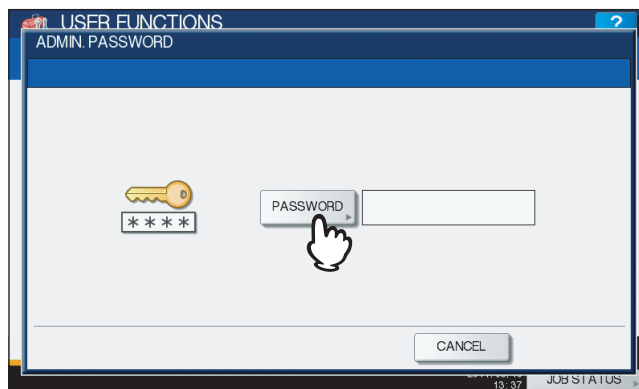 USER FUNCTIONS
?
ADMIN. PASSWORD
PASSWORD
****
CANCEL
13:37
JOB STATUS